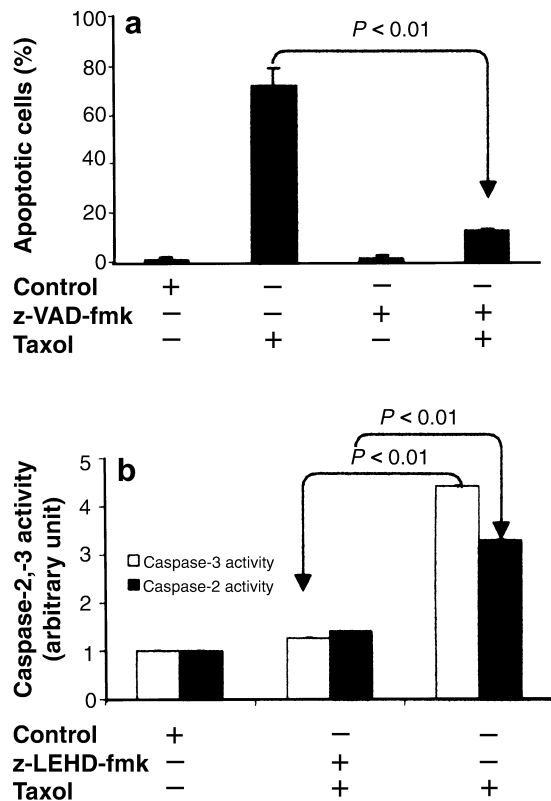 a
P < 0.01
Apoptotic cells (%)
100
80
60
40
20
0
Control + − − −
z-VAD-fmk − − + +
Taxol − + − +
b
P < 0.01
P < 0.01
Caspase-2,-3 activity
(arbitrary unit)
5
4
3
2
1
0
Caspase-3 activity
Caspase-2 activity
Control + − −
z-LEHD-fmk − + −
Taxol − + +